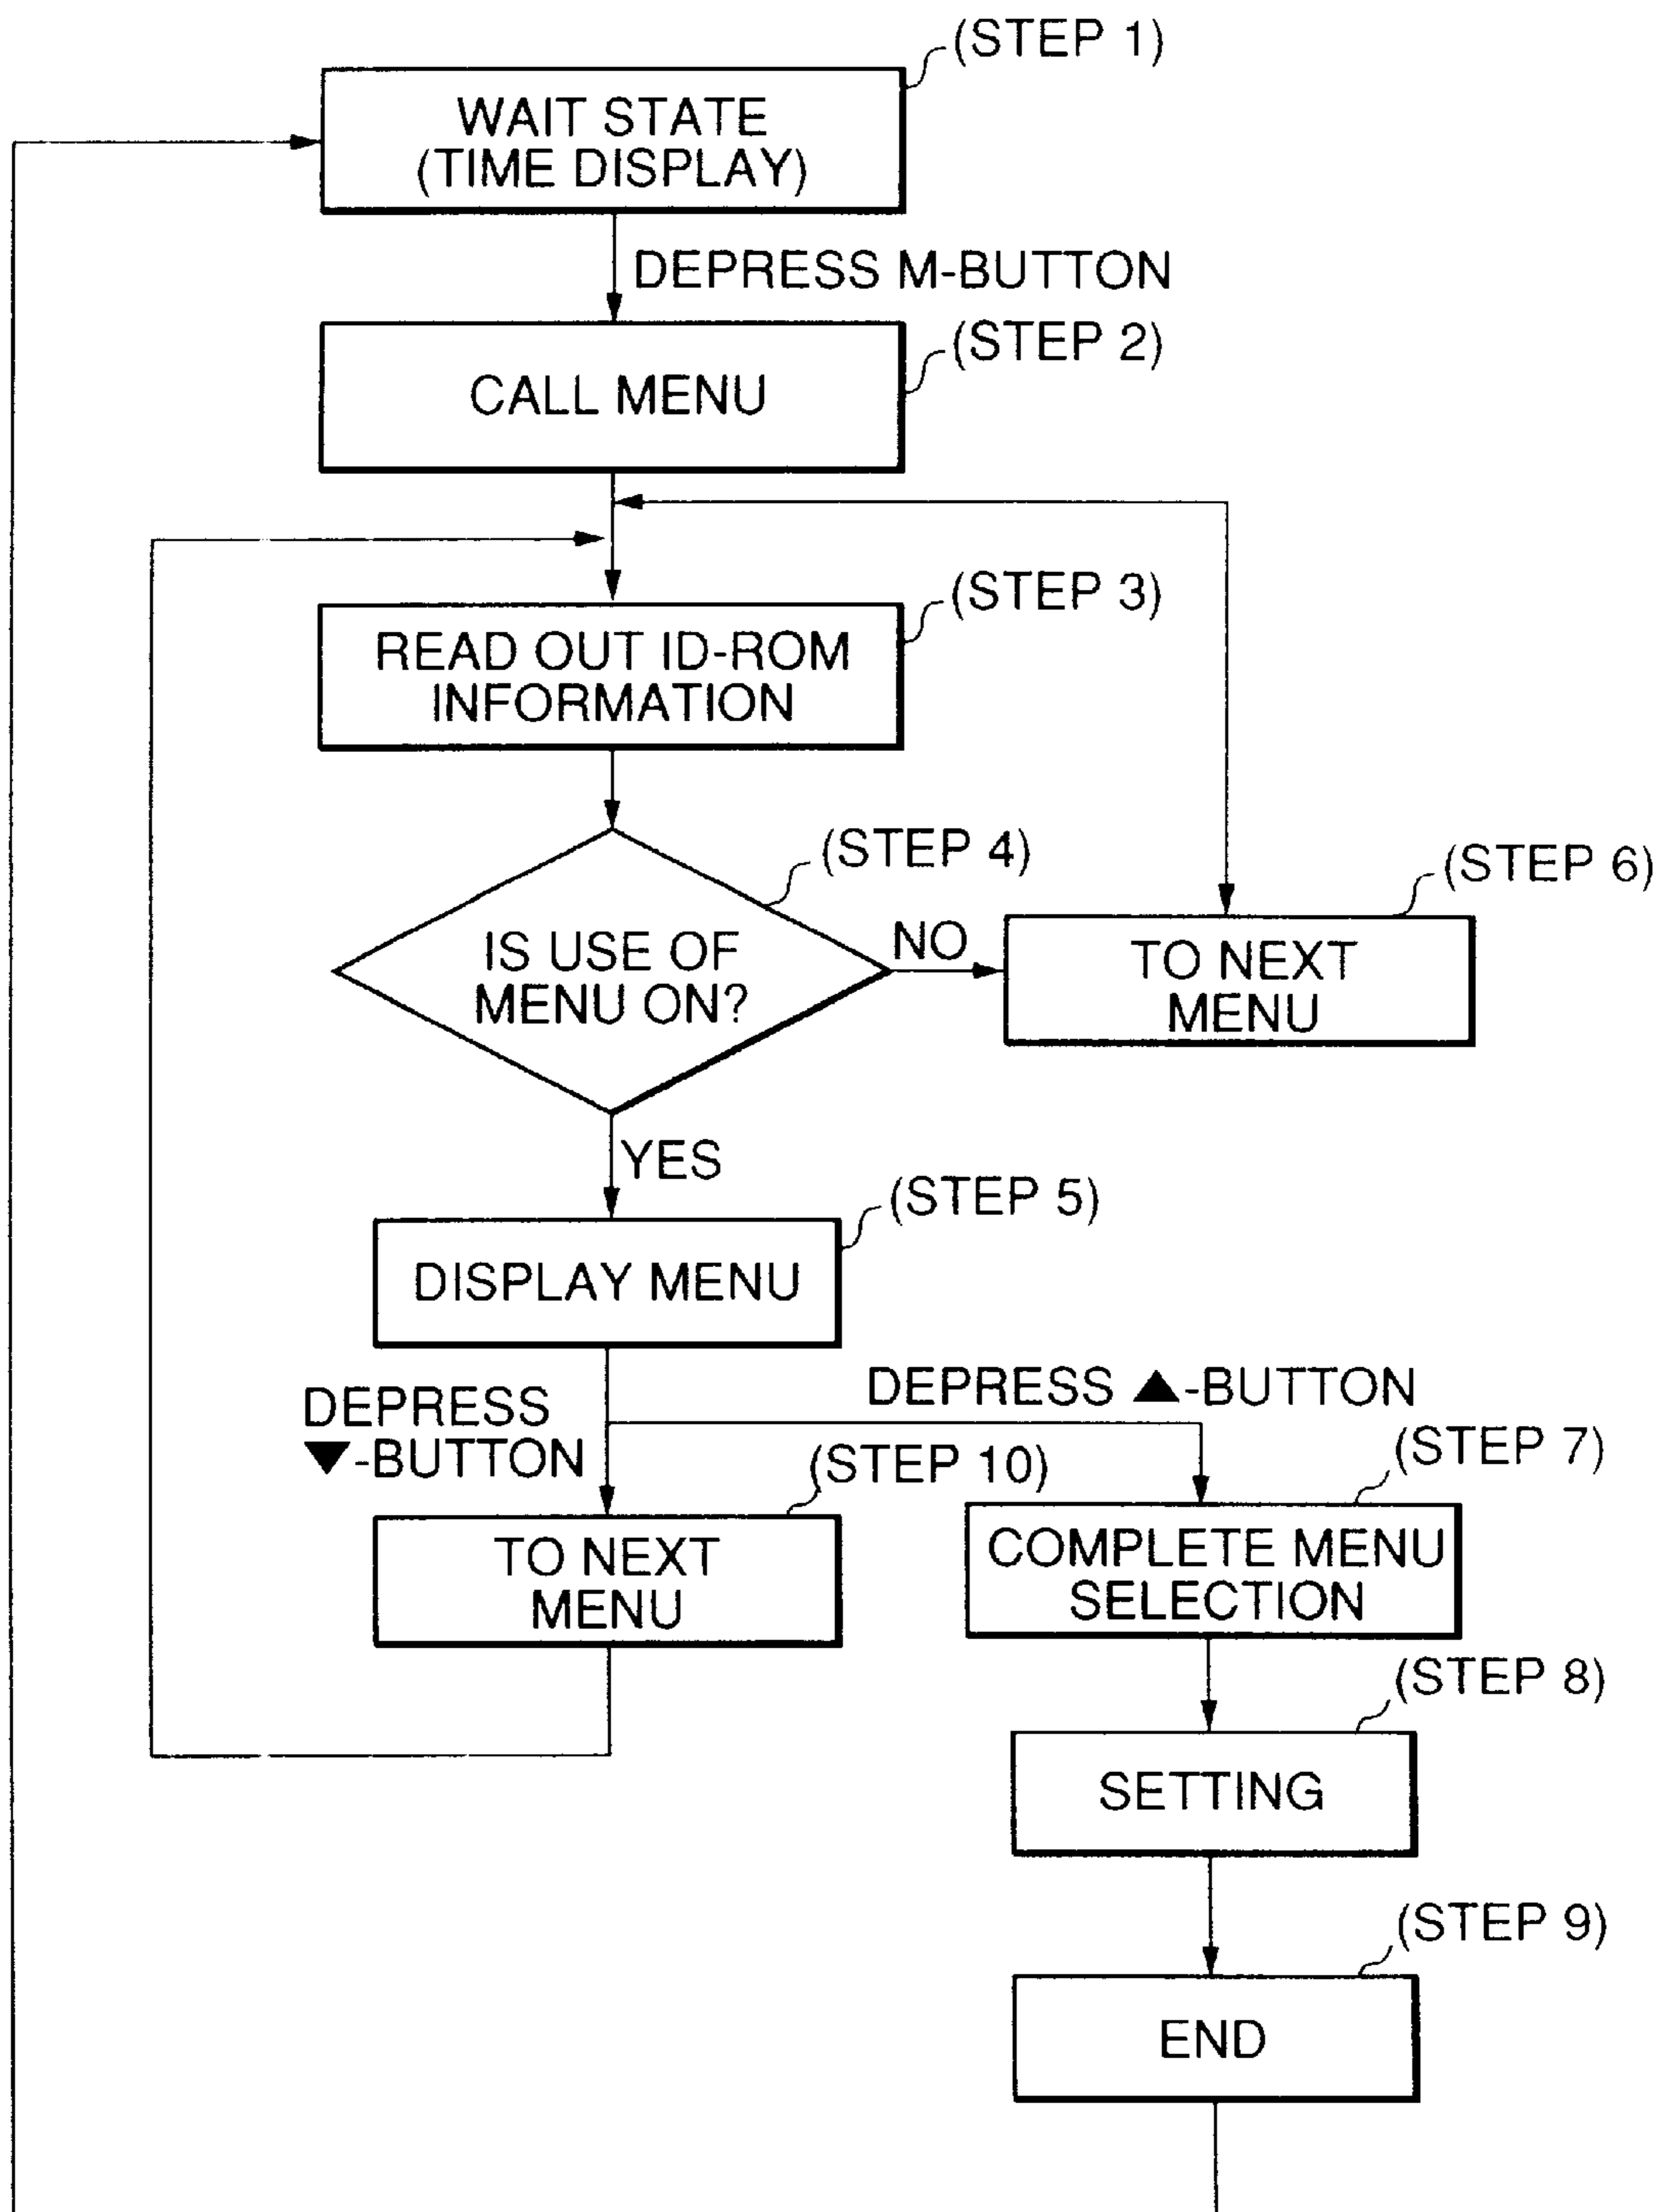 (STEP 1)
WAIT STATE
(TIME DISPLAY)
DEPRESS M-BUTTON
(STEP 2)
CALL MENU
(STEP 3)
READ OUT ID-ROM
INFORMATION
(STEP 4)
IS USE OF
MENU ON?
NO
(STEP 6)
TO NEXT
MENU
YES
(STEP 5)
DISPLAY MENU
DEPRESS
▼-BUTTON
DEPRESS ▲-BUTTON
(STEP 10)
TO NEXT
MENU
(STEP 7)
COMPLETE MENU
SELECTION
(STEP 8)
SETTING
(STEP 9)
END